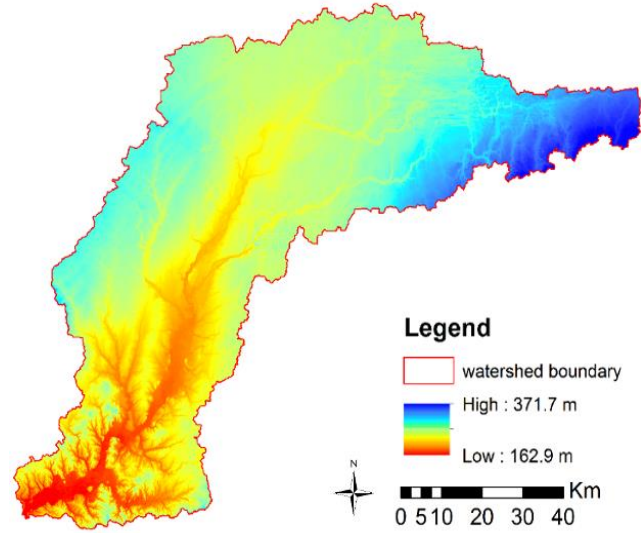 Legend
watershed boundary
High : 371.7 m
Low : 162.9 m
N
Km
0 5 10 20 30 40